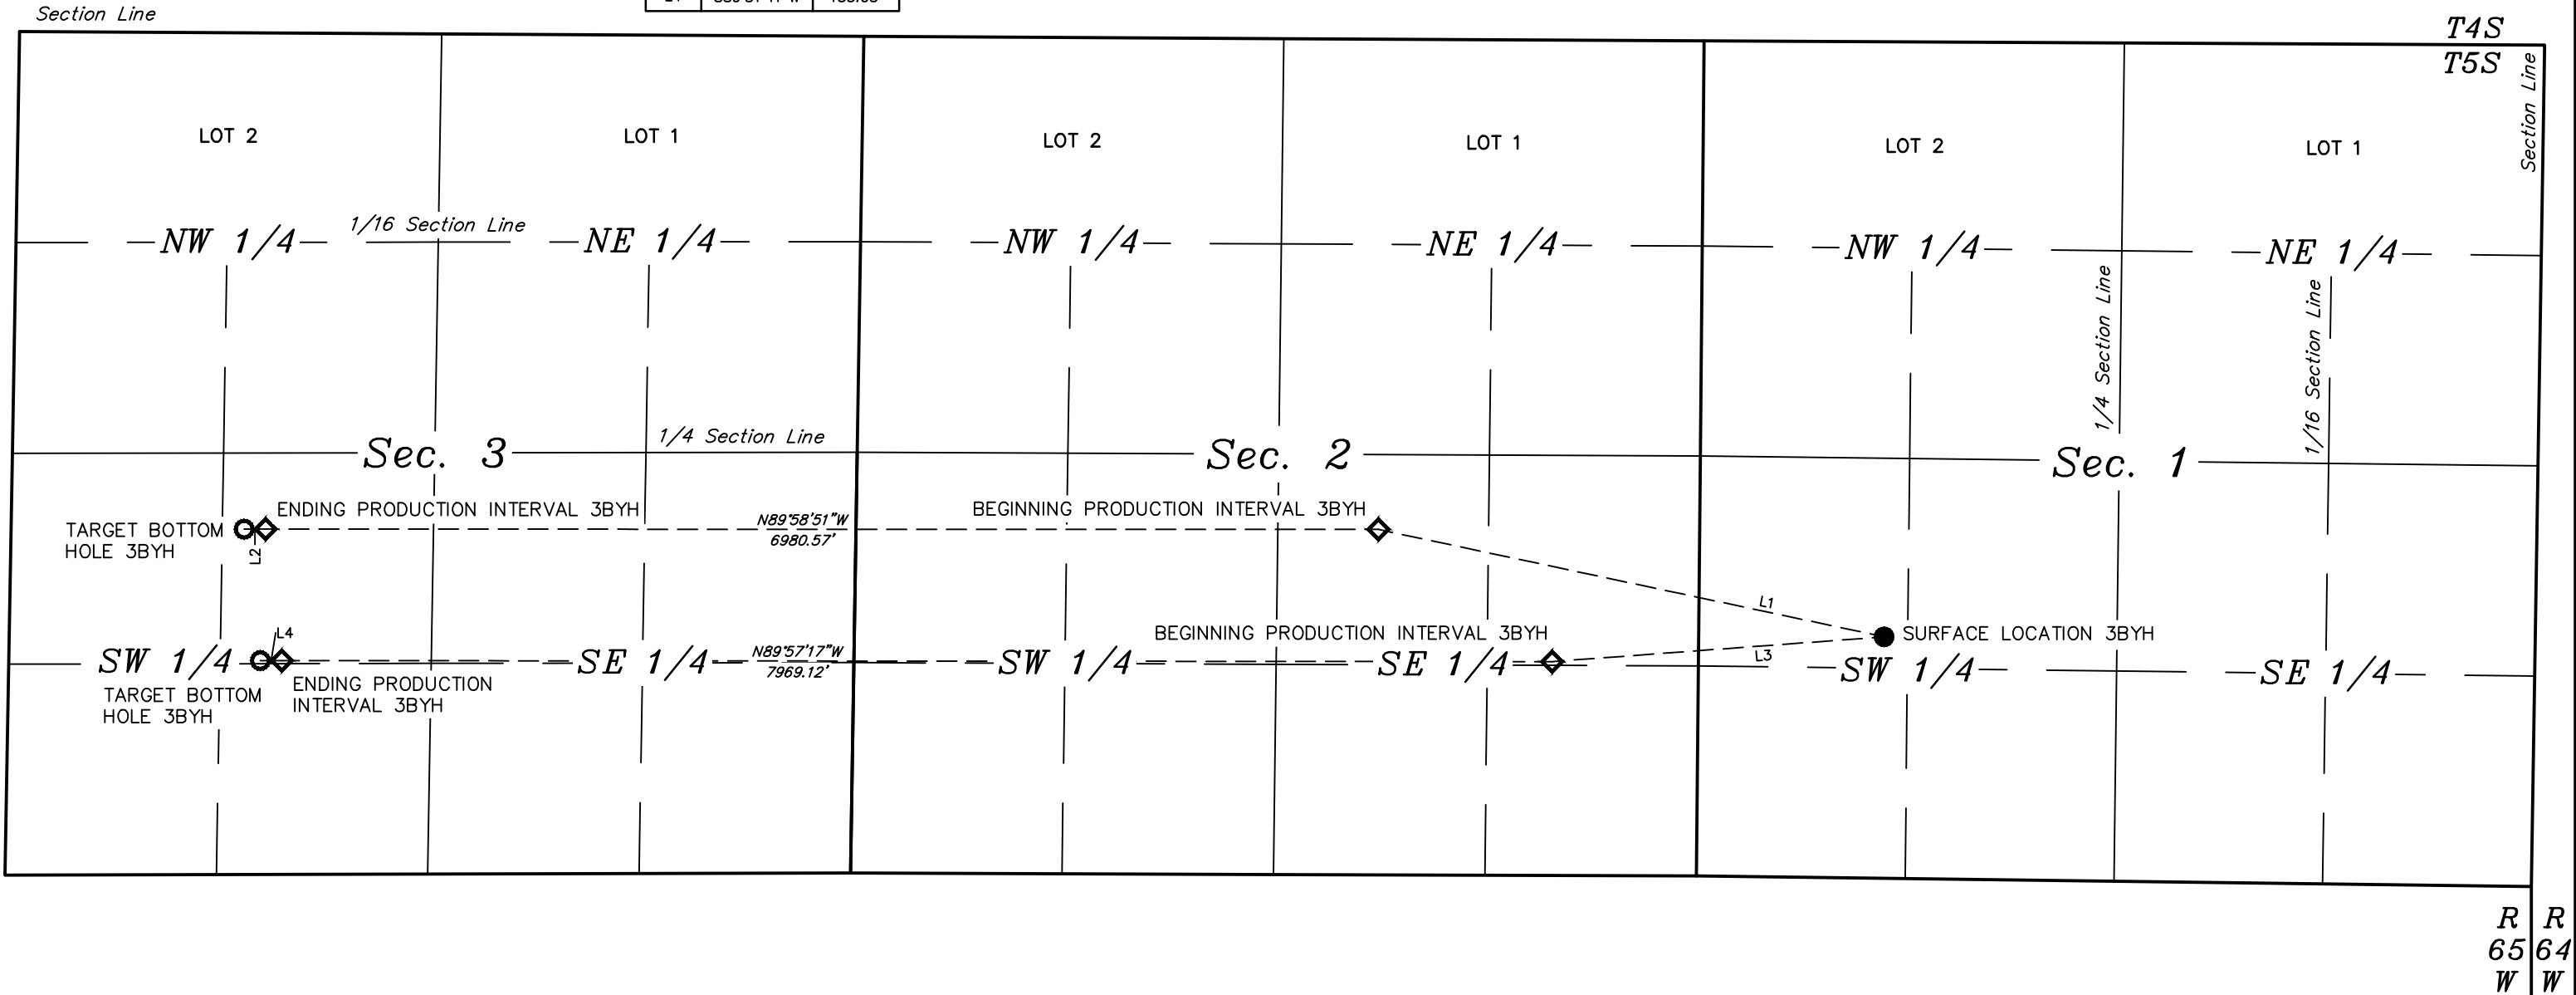 Section Line
T4S
T5S
Section Line
LOT 2
LOT 1
LOT 2
LOT 1
LOT 2
LOT 1
NW 1/4
1/16 Section Line
NE 1/4
NW 1/4
NE 1/4
NW 1/4
NE 1/4
1/4 Section Line
1/16 Section Line
Sec. 3
1/4 Section Line
Sec. 2
Sec. 1
ENDING PRODUCTION INTERVAL 3BYH
BEGINNING PRODUCTION INTERVAL 3BYH
TARGET BOTTOM
HOLE 3BYH
L2
N89°58'51"W
6980.57'
L1
L4
BEGINNING PRODUCTION INTERVAL 3BYH
SURFACE LOCATION 3BYH
SW 1/4
SE 1/4
N89°57'17"W
7969.12'
SW 1/4
SE 1/4
L3
SW 1/4
SE 1/4
TARGET BOTTOM
HOLE 3BYH
ENDING PRODUCTION
INTERVAL 3BYH
R R
65 64
W W